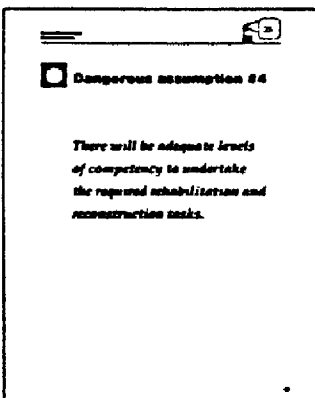 Dangerous assumption #4
There will be adequate levels
of competency to undertake
the required rehabilitation and
reconstruction tasks.